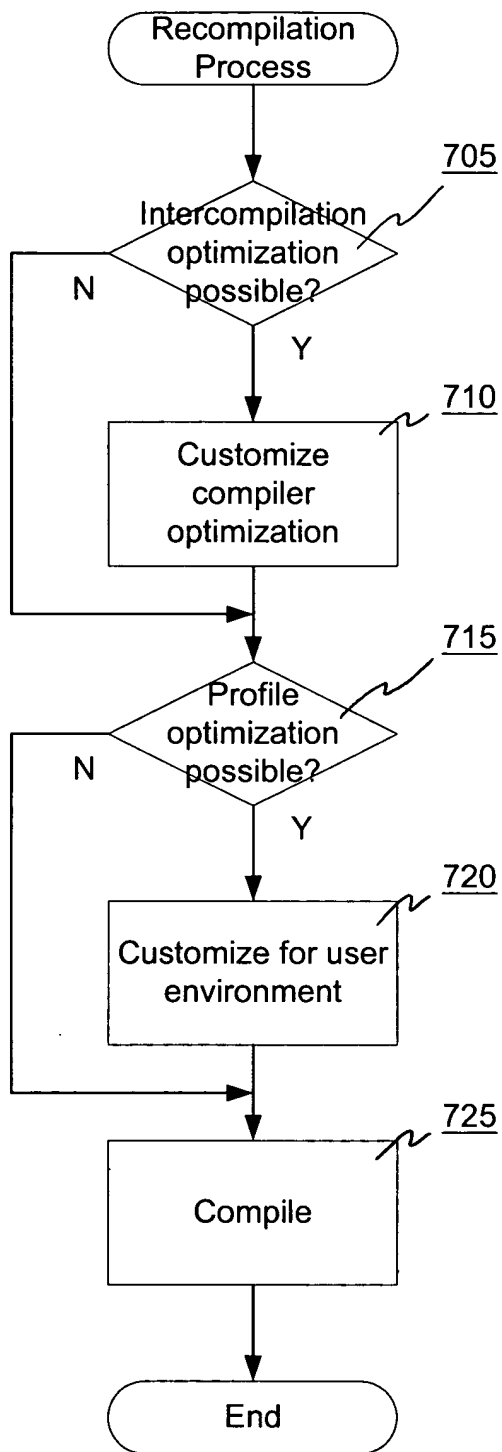 Recompilation
Process
705
Intercompilation
optimization
possible?
N
Y
710
Customize
compiler
optimization
715
Profile
optimization
possible?
N
Y
720
Customize for user
environment
725
Compile
End